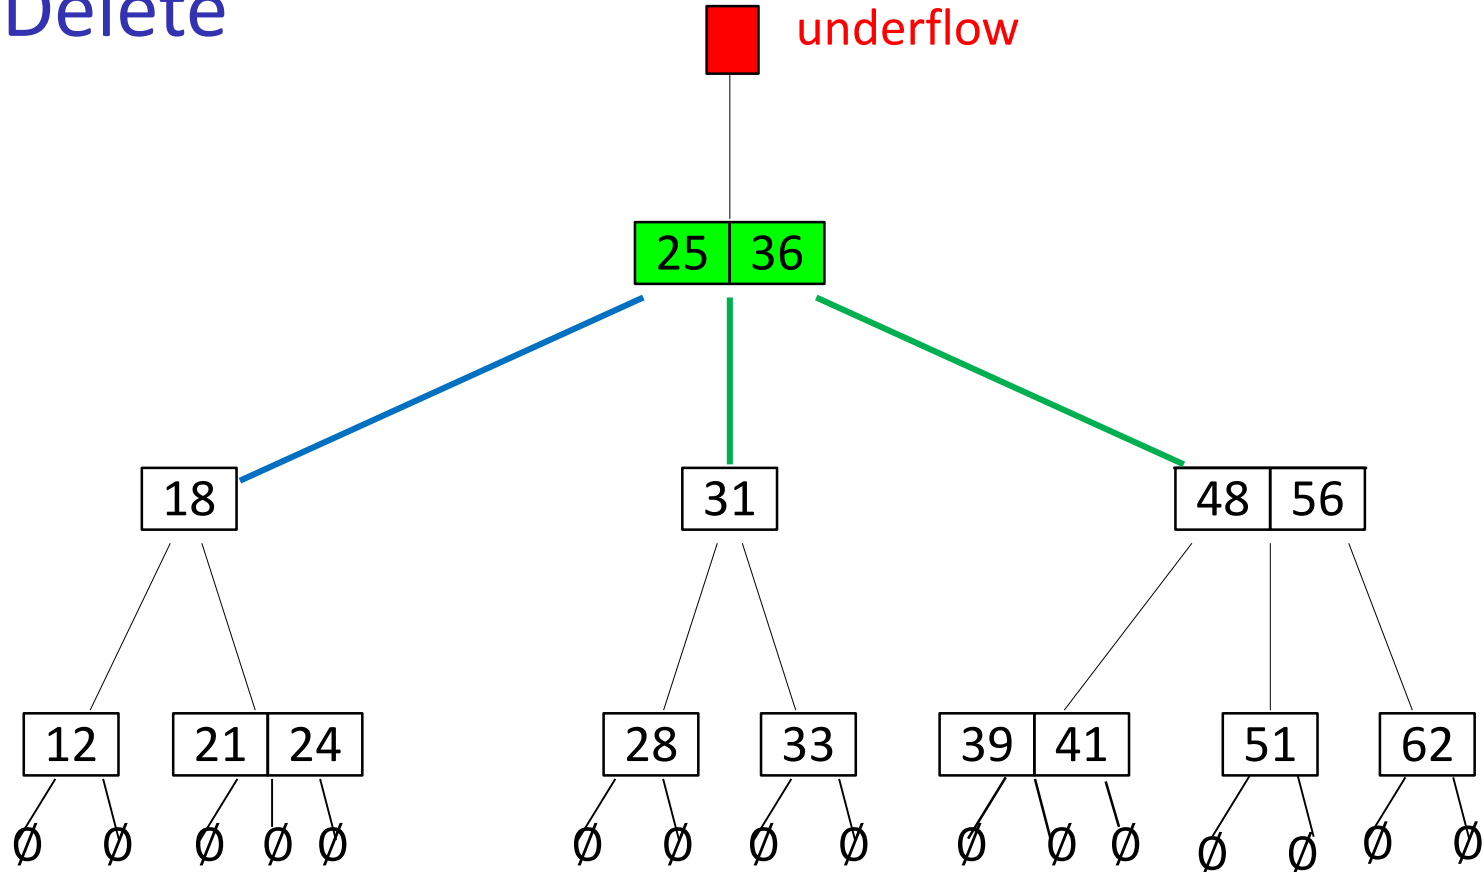 Delete
underflow
25 36
18 31 48 56
12 21 24 28 33 39 41 51 62
∅ ∅ ∅ ∅ ∅ ∅ ∅ ∅ ∅ ∅ ∅ ∅ ∅ ∅ ∅ ∅